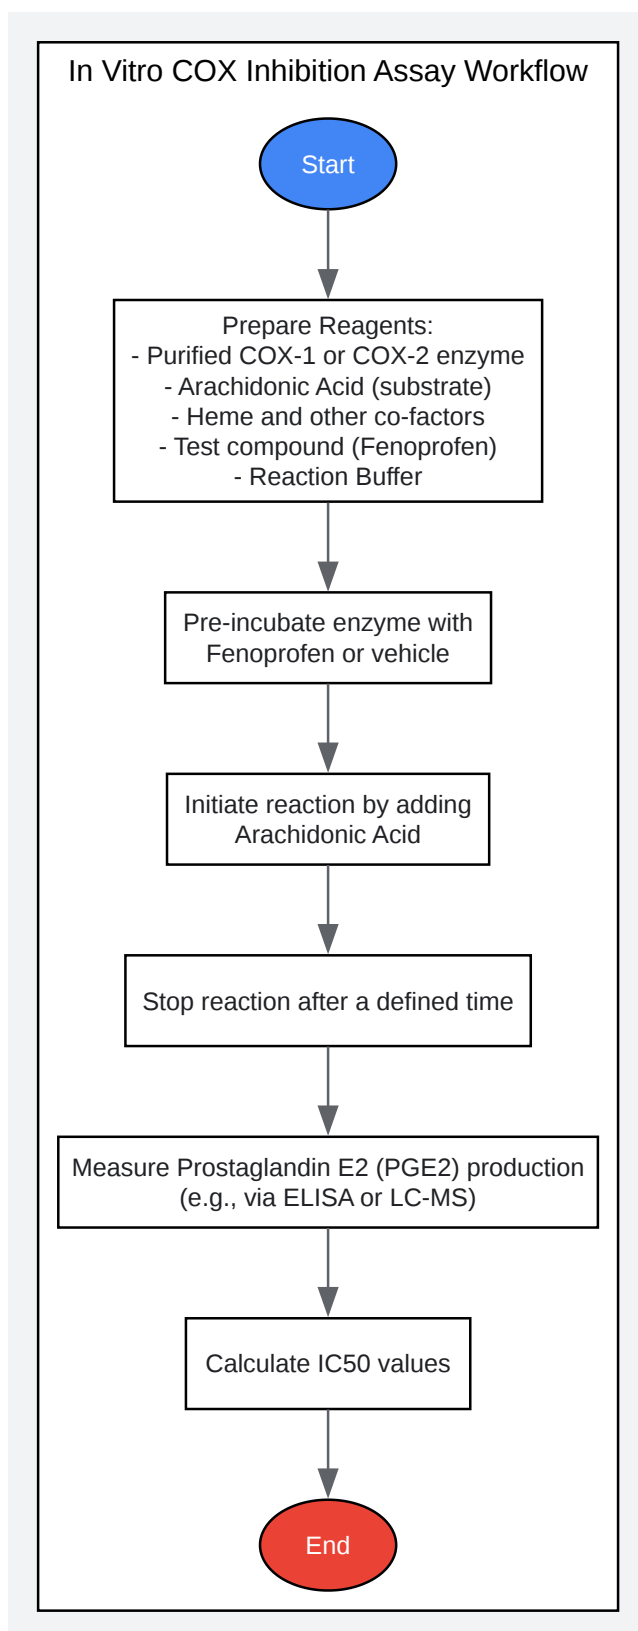 In Vitro COX Inhibition Assay Workflow
Start
Prepare Reagents:
- Purified COX-1 or COX-2 enzyme
- Arachidonic Acid (substrate)
- Heme and other co-factors
- Test compound (Fenoprofen)
- Reaction Buffer
Pre-incubate enzyme with
Fenoprofen or vehicle
Initiate reaction by adding
Arachidonic Acid
Stop reaction after a defined time
Measure Prostaglandin E2 (PGE2) production
(e.g., via ELISA or LC-MS)
Calculate IC50 values
End